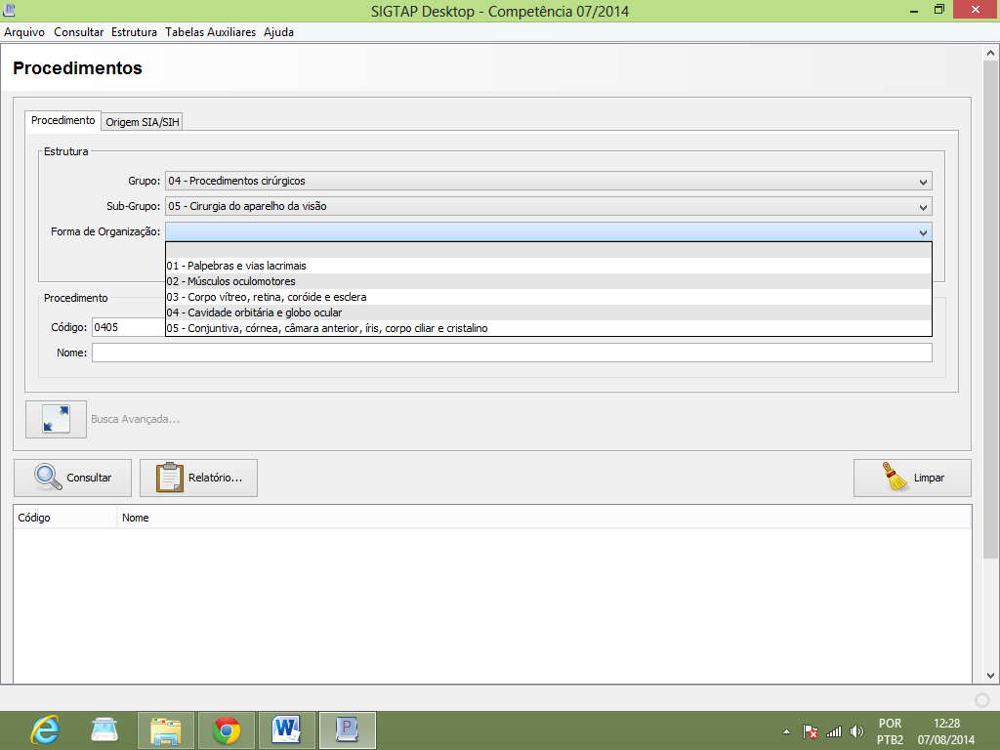 SIGTAP Desktop - Competência 07/2014
Arquivo Consultar Estrutura Tabelas Auxiliares Ajuda
Procedimentos
Procedimento Origem SIA/SIH
Estrutura
Grupo: 04 - Procedimentos cirúrgicos
Sub-Grupo: 05 - Cirurgia do aparelho da visão
Forma de Organização:
01 - Palpebras e vias lacrimais
02 - Músculos oculomotores
03 - Corpo vítreo, retina, coróide e esclera
04 - Cavidade orbitária e globo ocular
05 - Conjuntiva, córnea, câmara anterior, íris, corpo ciliar e cristalino
Procedimento
Código: 0405
Nome:
Busca Avançada...
Consultar Relatório... Limpar
Código Nome
POR 12:28
PTB2 07/08/2014